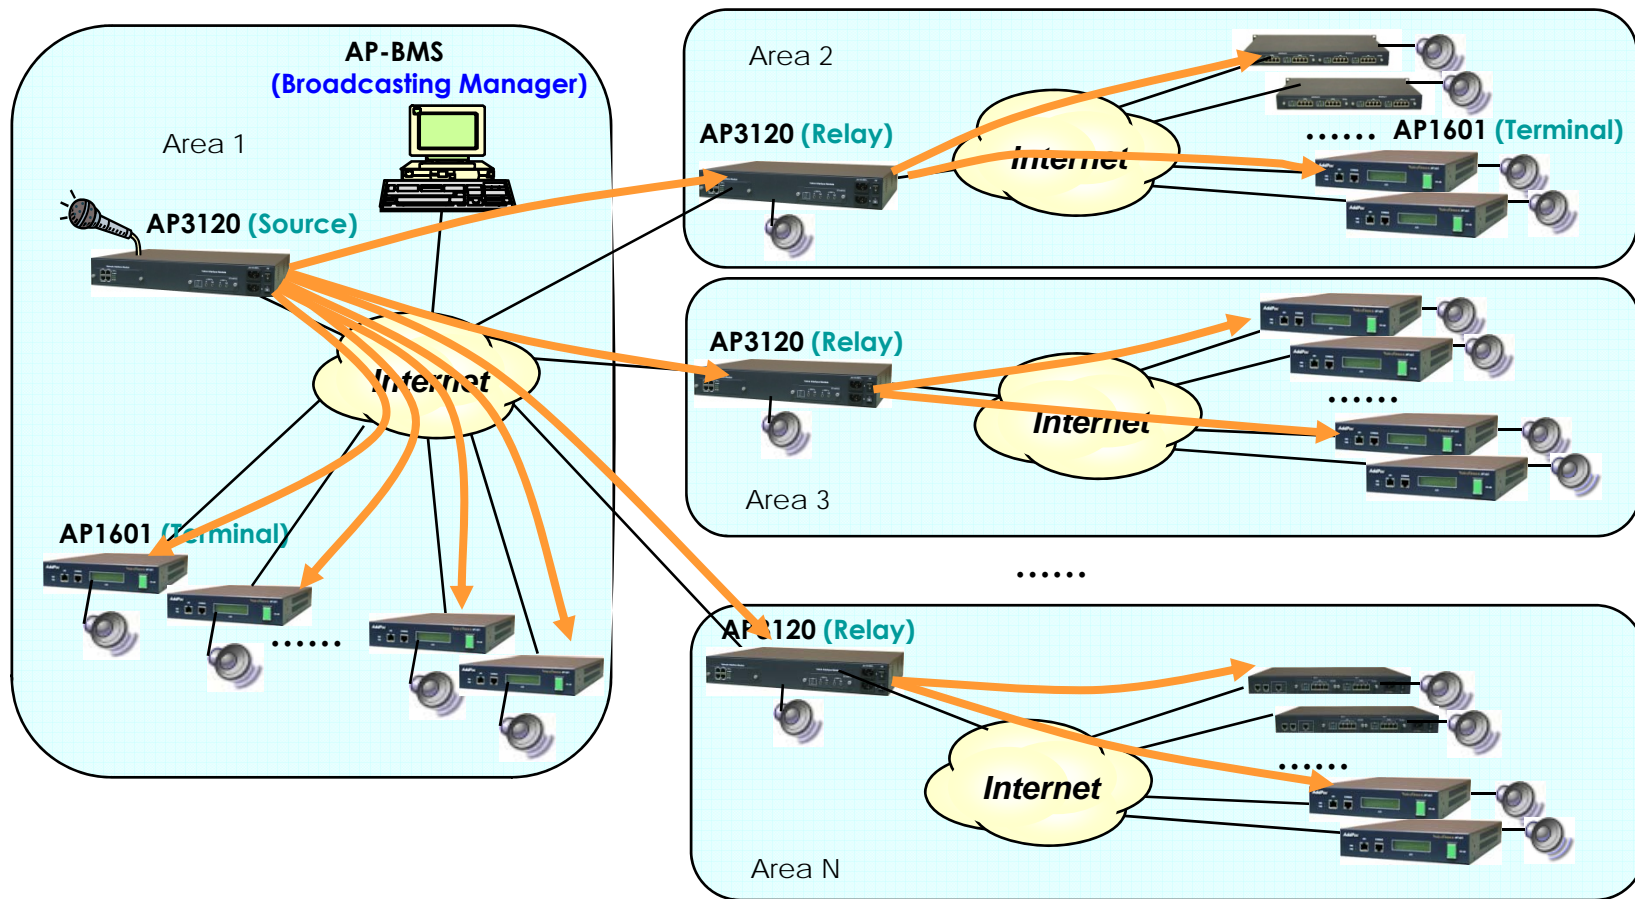 AP-BMS
(Broadcasting Manager)
Area 1
AP3120 (Source)
Internet
AP1601 (Terminal)
......
Area 2
AP3120 (Relay)
Internet
...... AP1601 (Terminal)
AP3120 (Relay)
Internet
......
Area 3
......
AP3120 (Relay)
Internet
......
Area N